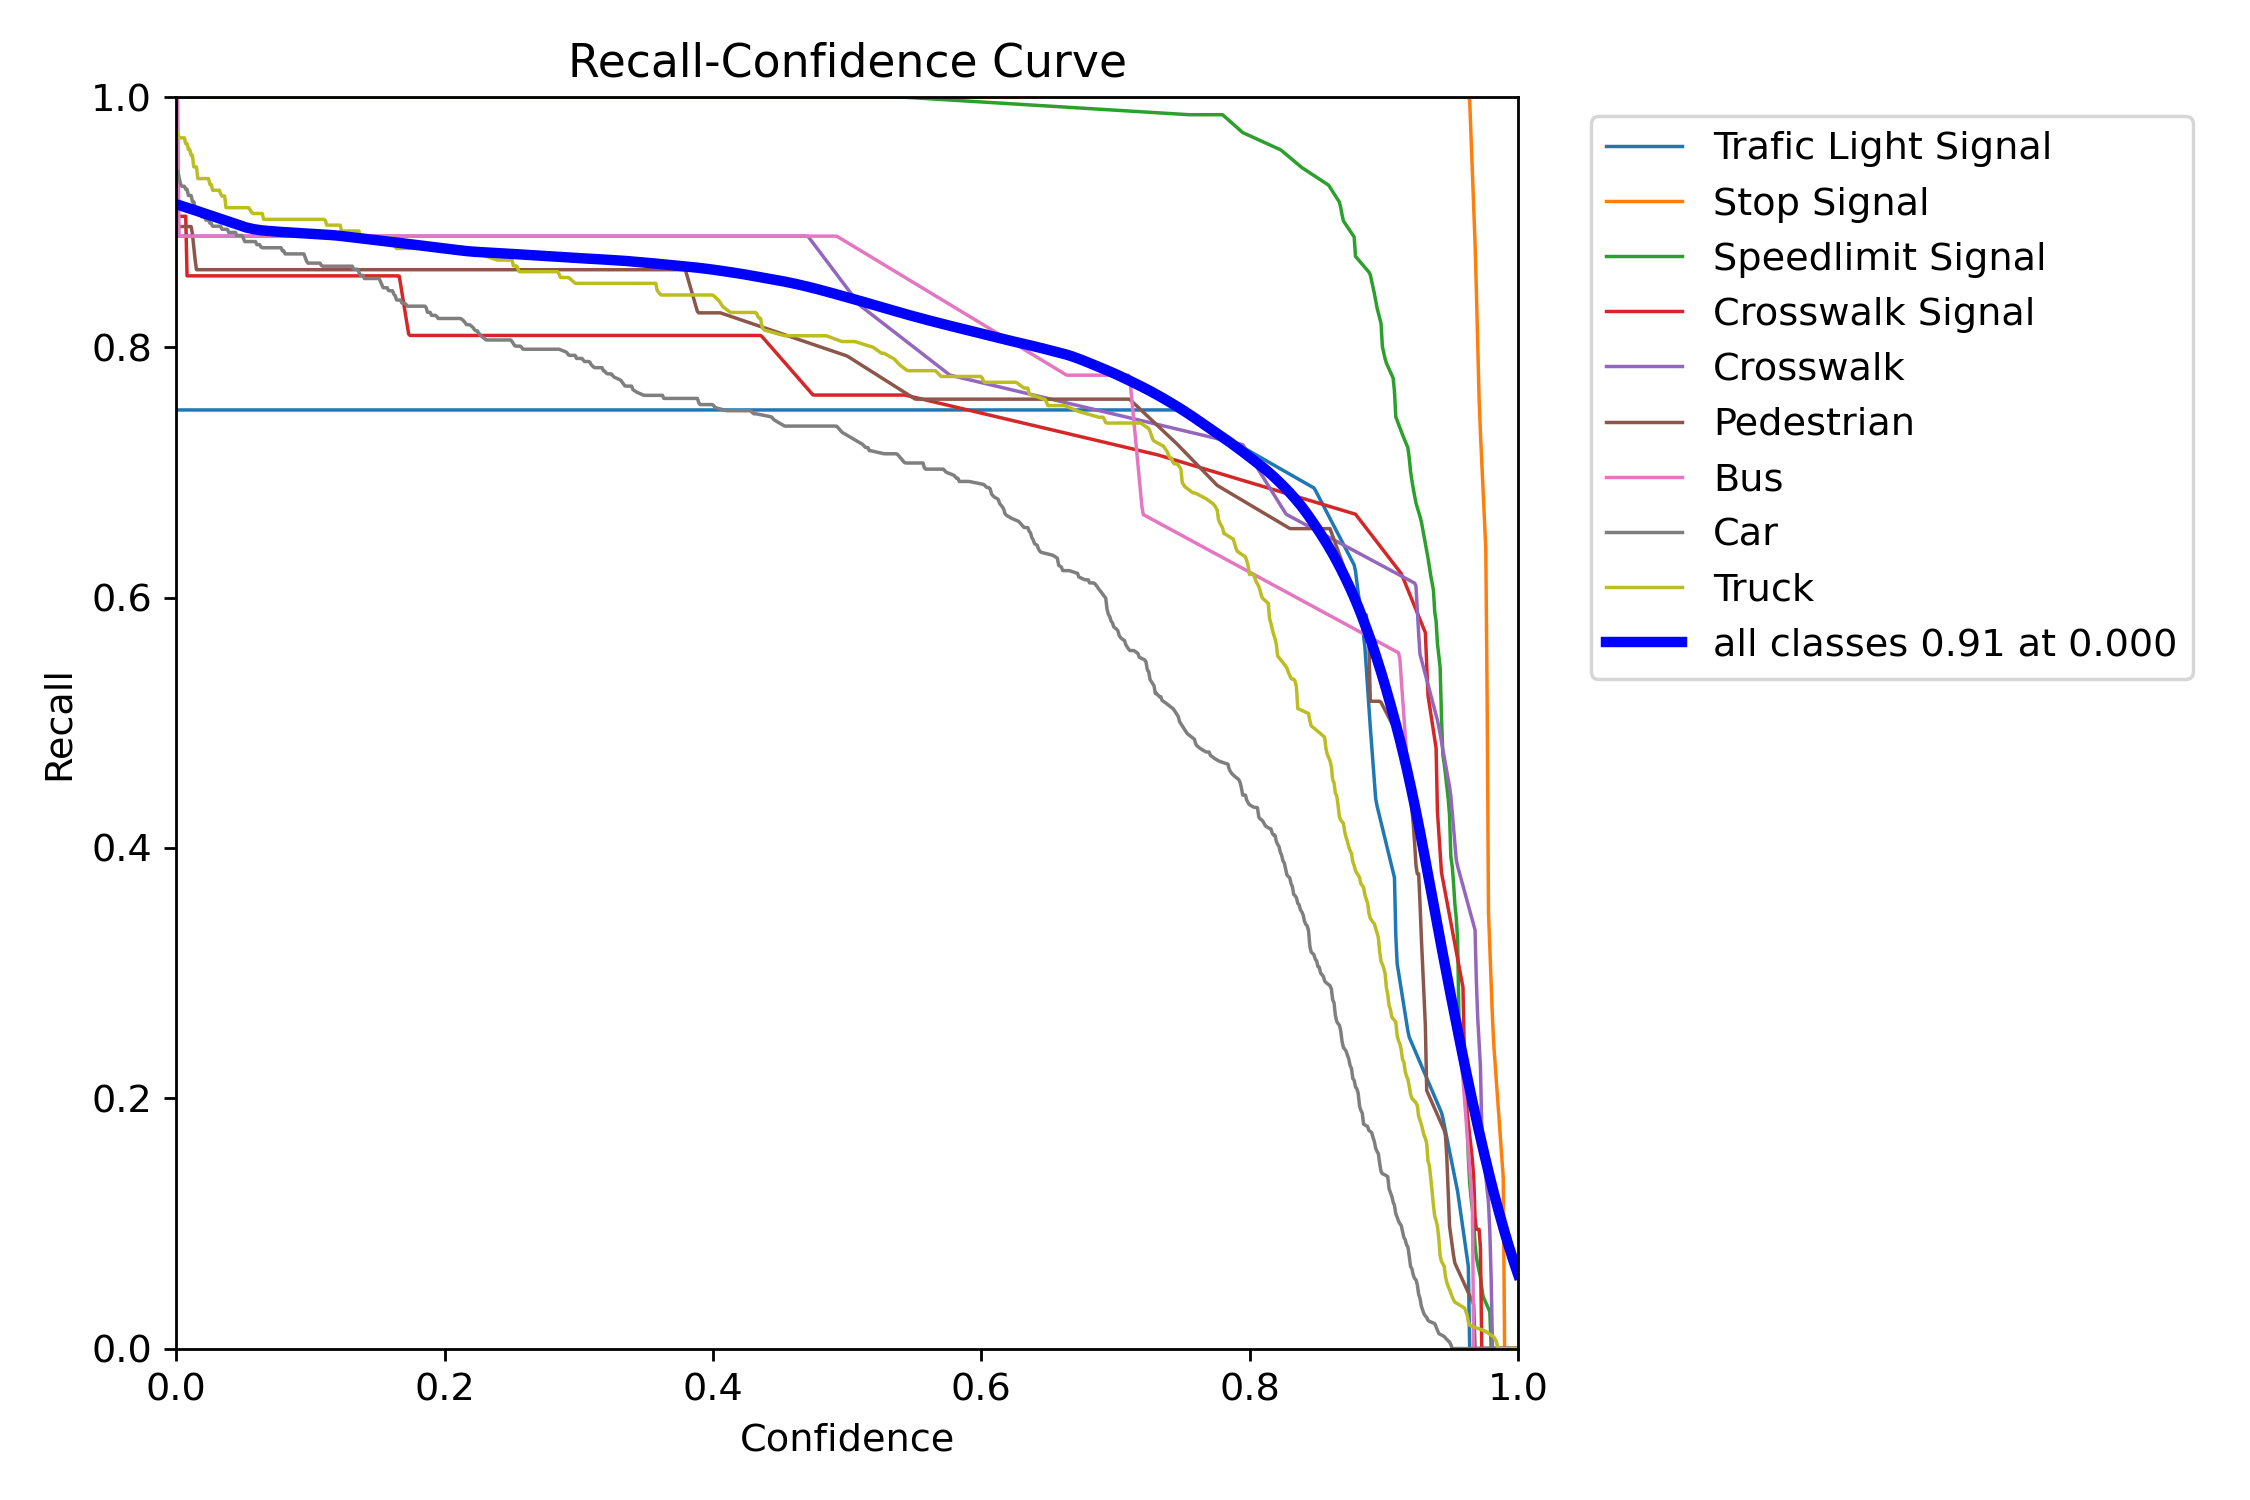 Recall-Confidence Curve
1.0
0.8
0.6
0.4
0.2
0.0
Recall
0.0 0.2 0.4 0.6 0.8 1.0
Confidence
Trafic Light Signal
Stop Signal
Speedlimit Signal
Crosswalk Signal
Crosswalk
Pedestrian
Bus
Car
Truck
all classes 0.91 at 0.000